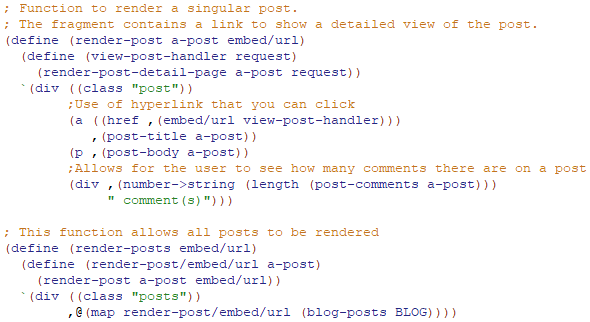 ; Function to render a singular post.
; The fragment contains a link to show a detailed view of the post.
(define (render-post a-post embed/url)
  (define (view-post-handler request)
    (render-post-detail-page a-post request))
  `(div ((class "post"))
        ;Use of hyperlink that you can click
        (a ((href ,(embed/url view-post-handler)))
           ,(post-title a-post))
        (p ,(post-body a-post))
        ;Allows for the user to see how many comments there are on a post
        (div ,(number->string (length (post-comments a-post)))
             " comment(s)")))

; This function allows all posts to be rendered
(define (render-posts embed/url)
  (define (render-post/embed/url a-post)
    (render-post a-post embed/url))
  `(div ((class "posts"))
        ,@(map render-post/embed/url (blog-posts BLOG))))